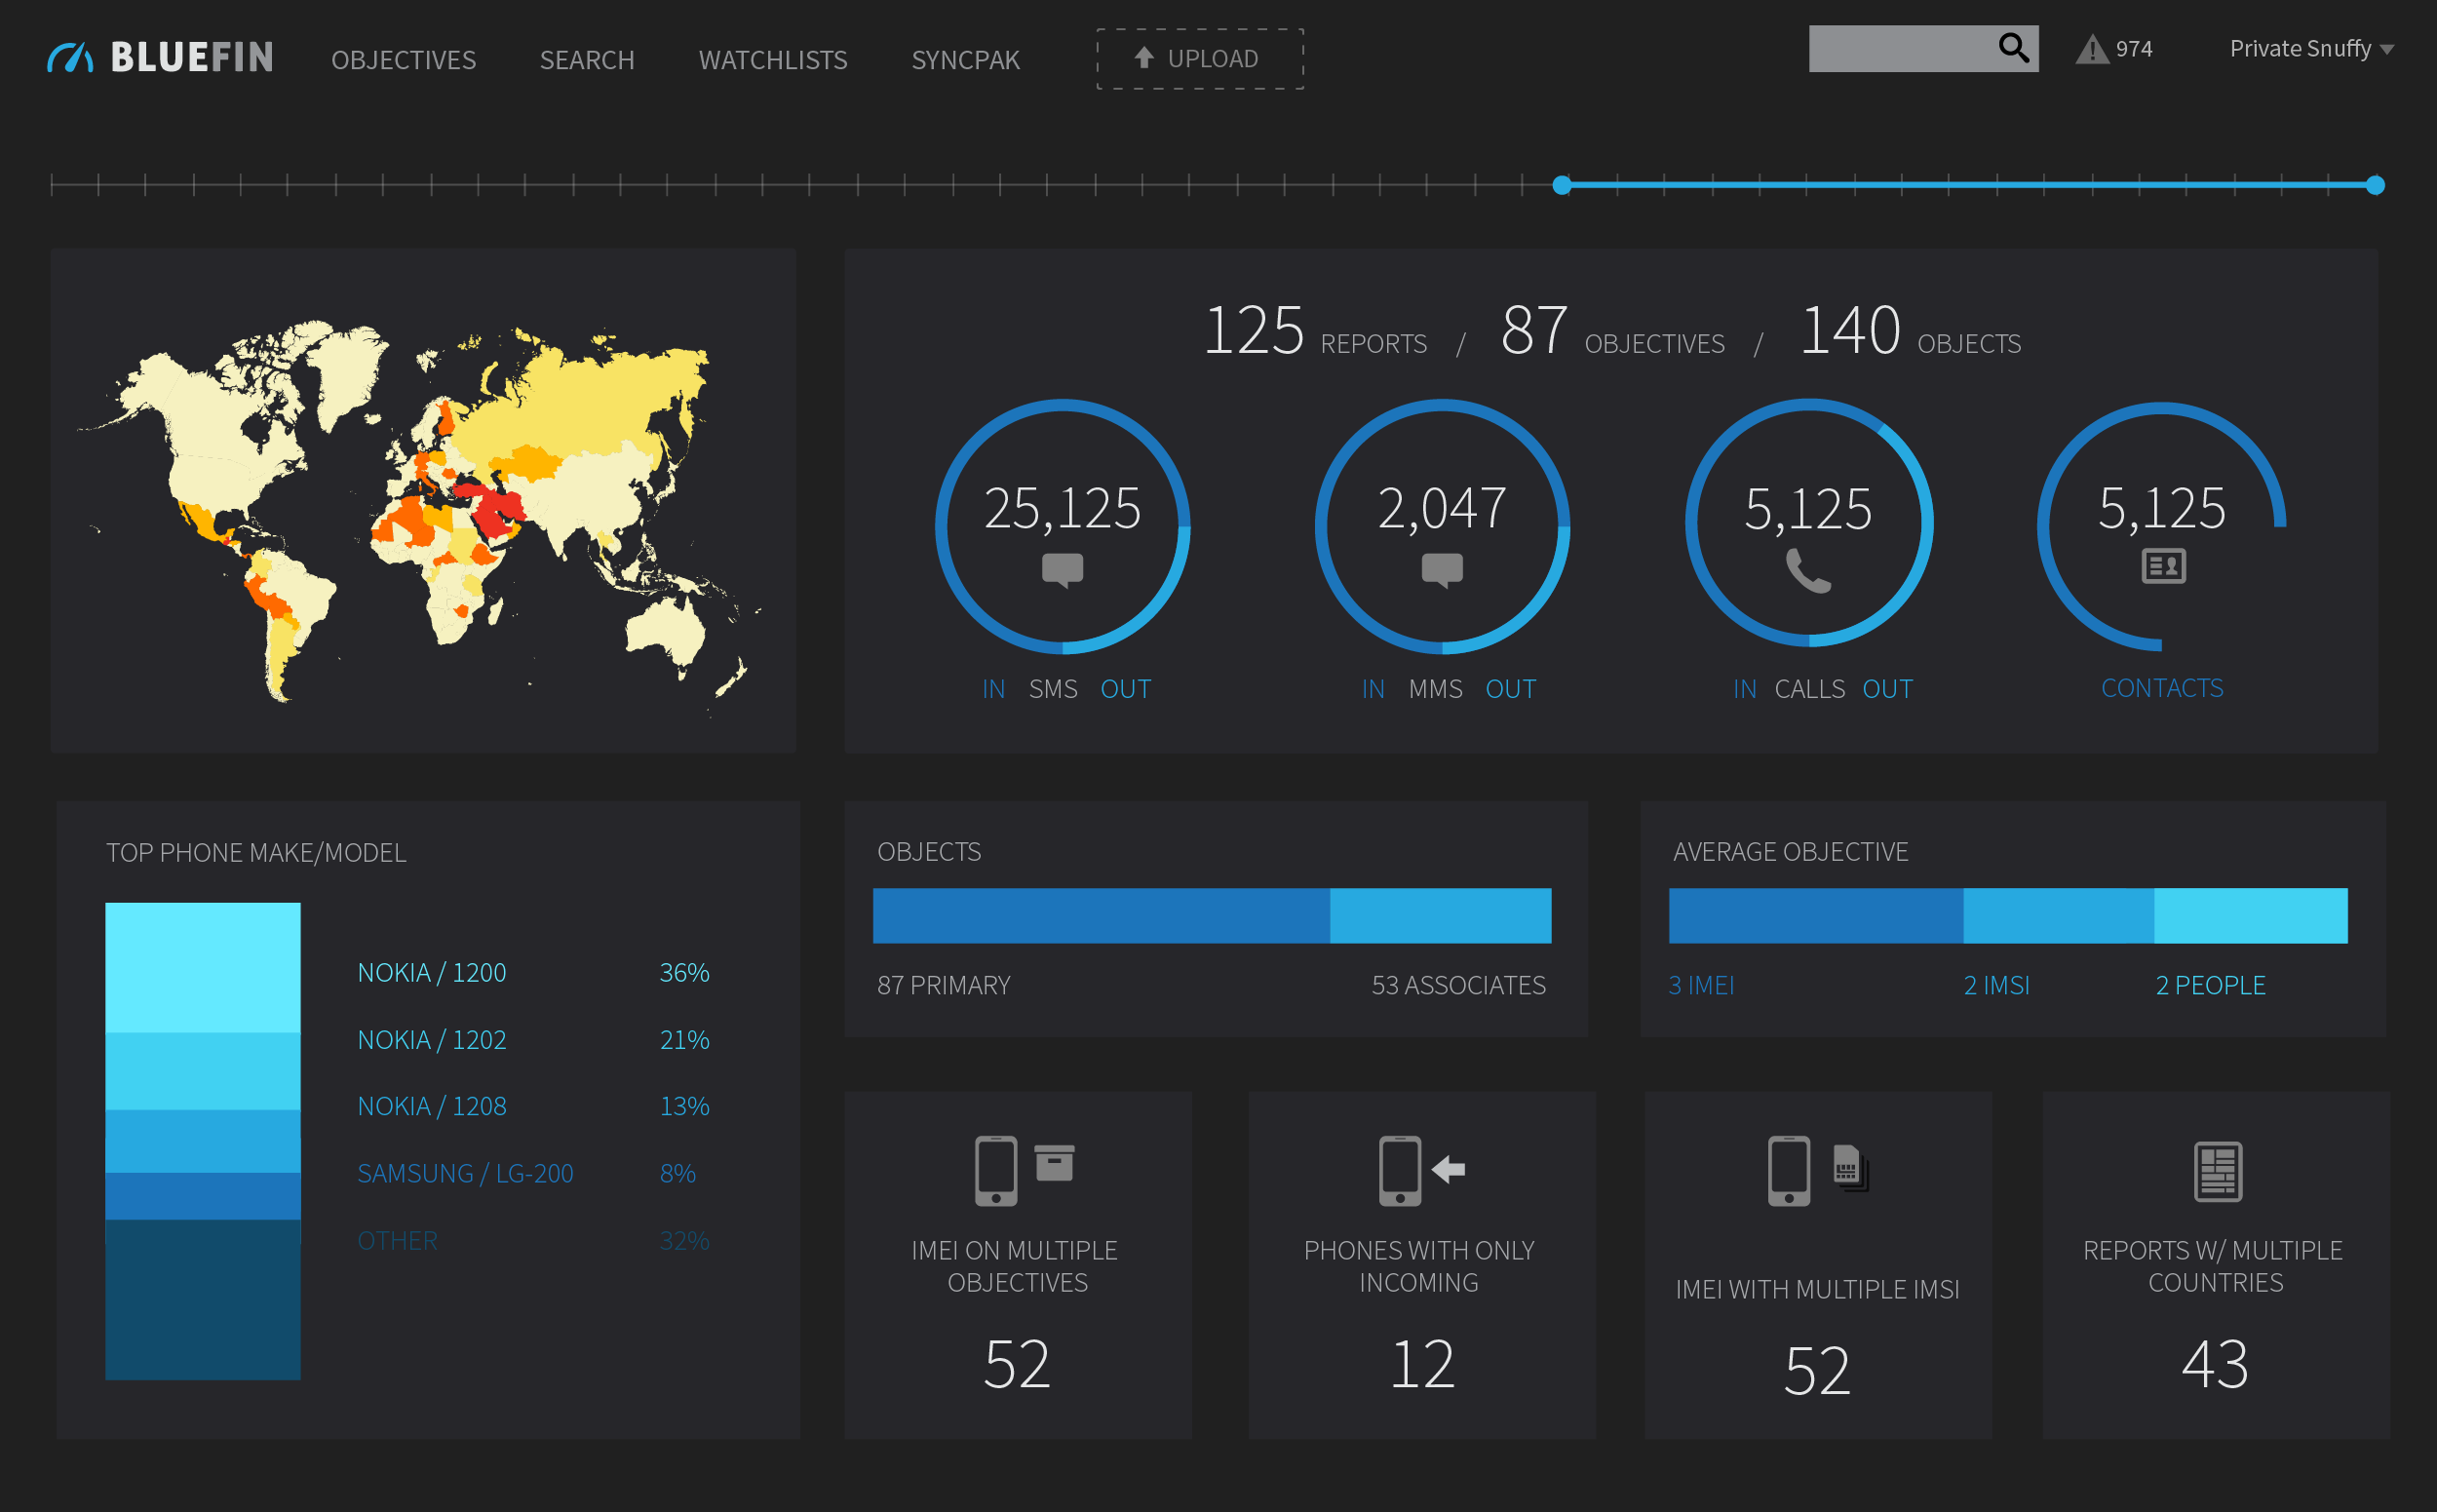 BLUEFIN
OBJECTIVES
SEARCH
WATCHLISTS
SYNCPAK
UPLOAD
974
Private Snuffy
125 REPORTS / 87 OBJECTIVES / 140 OBJECTS
25,125
2,047
5,125
5,125
IN SMS OUT
IN MMS OUT
IN CALLS OUT
CONTACTS
TOP PHONE MAKE/MODEL
NOKIA / 1200 36%
NOKIA / 1202 21%
NOKIA / 1208 13%
SAMSUNG / LG-200 8%
OTHER 32%
OBJECTS
87 PRIMARY
53 ASSOCIATES
AVERAGE OBJECTIVE
3 IMEI
2 IMSI
2 PEOPLE
IMEI ON MULTIPLE
OBJECTIVES
52
PHONES WITH ONLY
INCOMING
12
IMEI WITH MULTIPLE IMSI
52
REPORTS W/ MULTIPLE
COUNTRIES
43